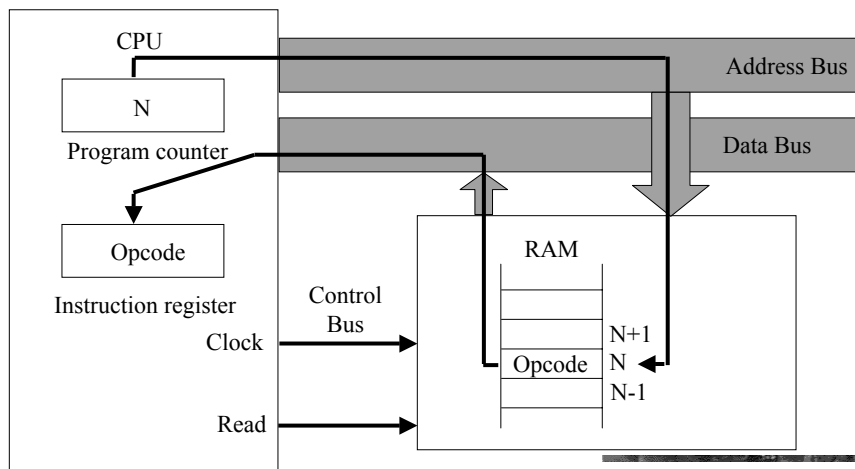 CPU
N
Program counter
Opcode
Instruction register
Address Bus
Data Bus
RAM
Control
Bus
Clock
Read
N+1
Opcode
N
N-1